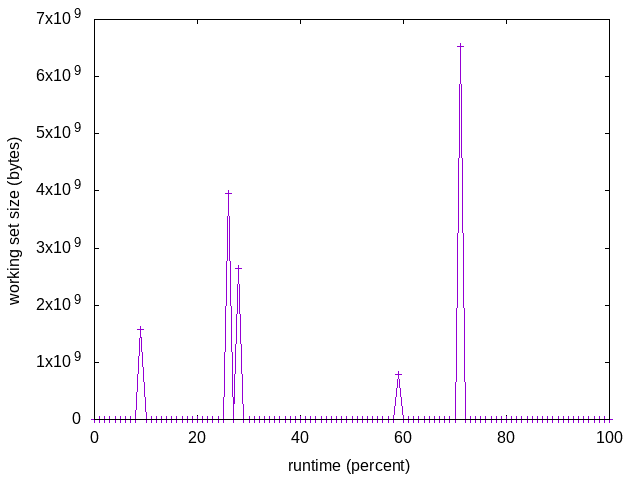 7x10^9
6x10^9
5x10^9
4x10^9
3x10^9
2x10^9
1x10^9
0
0 20 40 60 80 100
working set size (bytes)
runtime (percent)